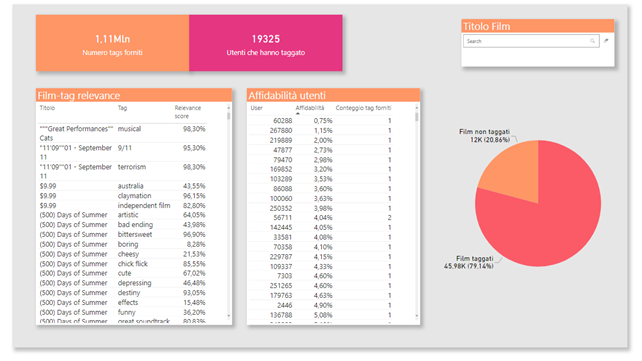 1,11Mln
Numero tags forniti
19325
Utenti che hanno taggato
Titolo Film
Search
Film-tag relevance
Titolo Tag Relevance score
"""Great Performances"" Cats musical 98,30%
"11'09""01 - September 11 9/11 95,30%
"11'09""01 - September 11 terrorism 98,30%
$9.99 australia 43,55%
$9.99 claymation 96,15%
$9.99 independent film 82,80%
(500) Days of Summer artistic 64,05%
(500) Days of Summer bad ending 43,98%
(500) Days of Summer bittersweet 96,90%
(500) Days of Summer boring 8,28%
(500) Days of Summer cheesy 21,53%
(500) Days of Summer chick flick 85,55%
(500) Days of Summer cute 67,02%
(500) Days of Summer depressing 46,48%
(500) Days of Summer destiny 93,05%
(500) Days of Summer effects 15,48%
(500) Days of Summer funny 36,20%
(500) Days of Summer great soundtrack 80,83%
Affidabilità utenti
User Affidabilità Conteggio tag forniti
60288 0,75% 1
267880 1,15% 1
219889 2,00% 1
47877 2,73% 1
79470 2,98% 1
169852 3,20% 1
103289 3,53% 1
86088 3,60% 1
100060 3,63% 1
250352 3,98% 1
56711 4,04% 2
142445 4,05% 1
33581 4,08% 1
70358 4,10% 1
229787 4,15% 1
109337 4,33% 1
7303 4,60% 1
251265 4,60% 1
179763 4,63% 1
2446 4,90% 1
136788 5,08% 1
Film non taggati
12K (20.86%)
Film taggati
45,98K (79,14%)